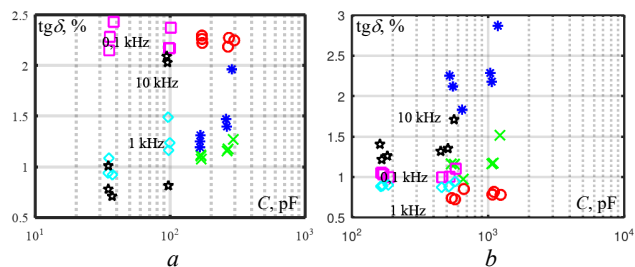 tgδ, %
2.5
2
1.5
1
0.5
0,1 kHz
10 kHz
1 kHz
C, pF
10¹
10²
10³
a
tgδ, %
3
2.5
2
1.5
1
0.5
10 kHz
0,1 kHz
1 kHz
C, pF
10²
10³
10⁴
b